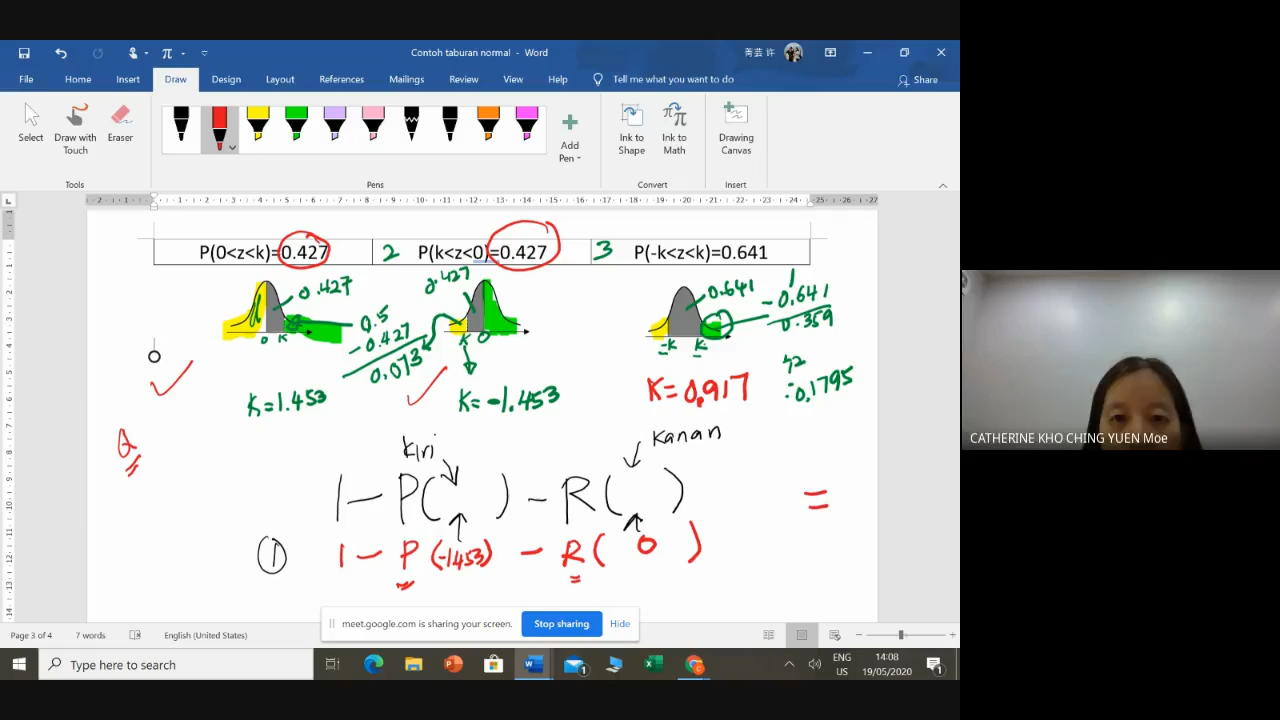 Contoh taburan normal - Word
菁芸 许
File Home Insert Draw Design Layout References Mailings Review View Help Tell me what you want to do Share
Select
Draw with Touch
Eraser
Add Pen
Ink to Shape
Ink to Math
Drawing Canvas
Tools Pens Convert Insert
P(0<z<k)=0.427 2 P(k<z<0)=0.427 3 P(-k<z<k)=0.641
0.427
0.5
- 0.427
0.073
0 k
K=1.453
0.427
k 0
K= -1.453
0.641
-k k
1
- 0.641
0.359
÷2
= 0.1795
K= 0.917
Kiri Kanan
1 - P( ) - R( ) =
① 1 - P (-1.453) - R( 0 )
meet.google.com is sharing your screen. Stop sharing Hide
Page 3 of 4 7 words English (United States)
Type here to search
ENG
US
14:08
19/05/2020
CATHERINE KHO CHING YUEN Moe